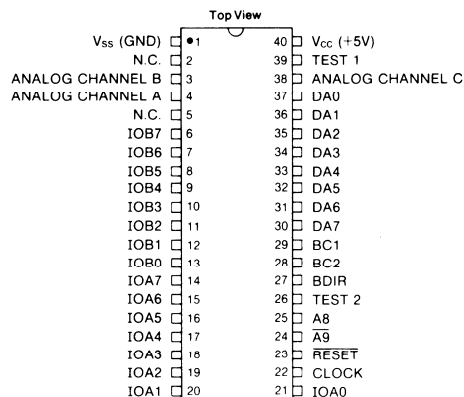 Top View
V_SS (GND) 1 40 V_CC (+5V)
N.C. 2 39 TEST 1
ANALOG CHANNEL B 3 38 ANALOG CHANNEL C
ANALOG CHANNEL A 4 37 DA0
N.C. 5 36 DA1
IOB7 6 35 DA2
IOB6 7 34 DA3
IOB5 8 33 DA4
IOB4 9 32 DA5
IOB3 10 31 DA6
IOB2 11 30 DA7
IOB1 12 29 BC1
IOB0 13 28 BC2
IOA7 14 27 BDIR
IOA6 15 26 TEST 2
IOA5 16 25 A8
IOA4 17 24 A̅9̅
IOA3 18 23 R̅E̅S̅E̅T̅
IOA2 19 22 CLOCK
IOA1 20 21 IOA0